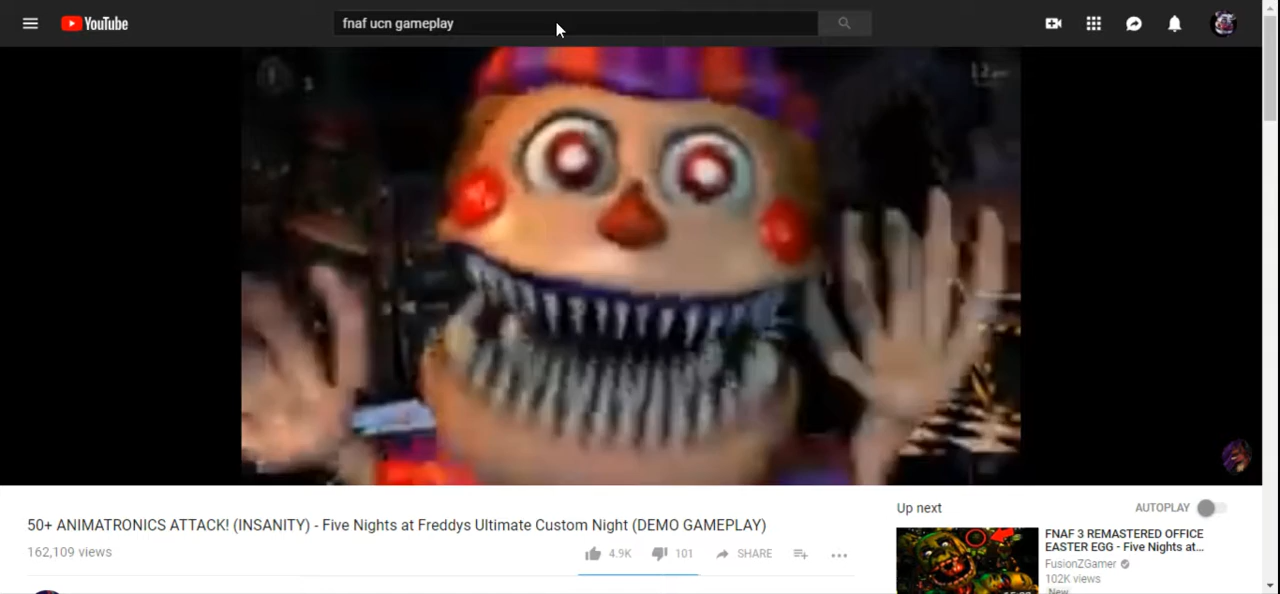 YouTube
fnaf ucn gameplay
50+ ANIMATRONICS ATTACK! (INSANITY) - Five Nights at Freddys Ultimate Custom Night (DEMO GAMEPLAY)
162,109 views
4.9K
101
SHARE
Up next
AUTOPLAY
FNAF 3 REMASTERED OFFICE
EASTER EGG - Five Nights at...
FusionZGamer
102K views
New